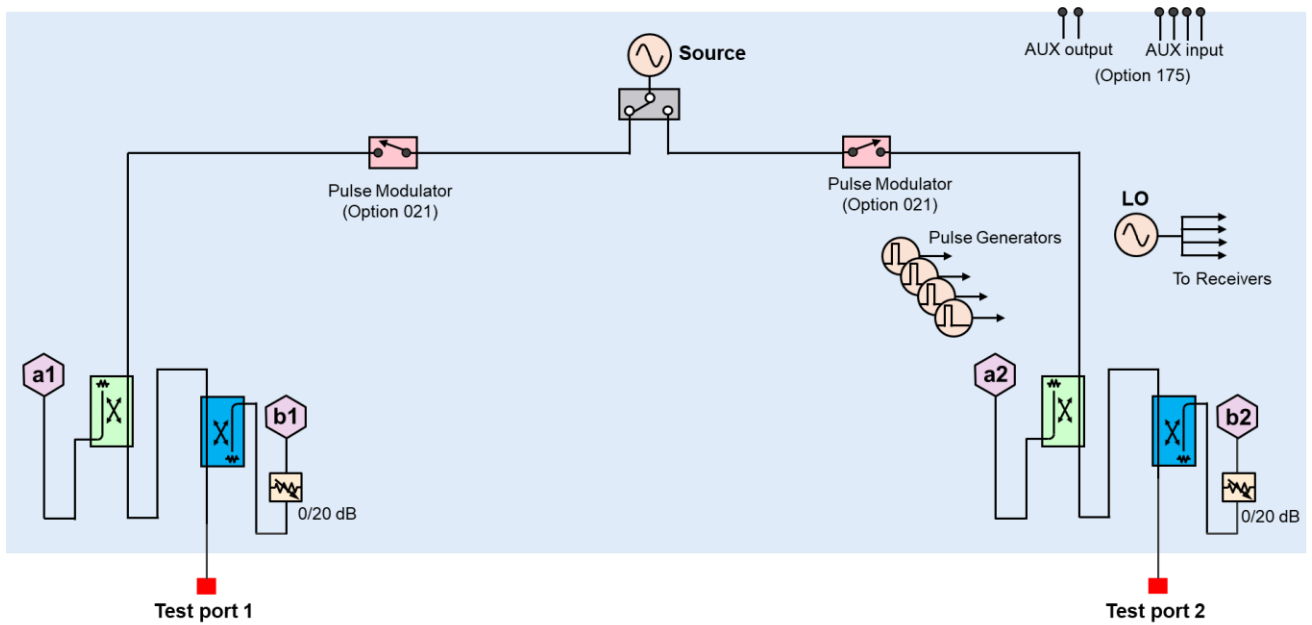 Source
AUX output
AUX input
(Option 175)
Pulse Modulator
(Option 021)
Pulse Modulator
(Option 021)
LO
Pulse Generators
To Receivers
a1
b1
0/20 dB
a2
b2
0/20 dB
Test port 1
Test port 2